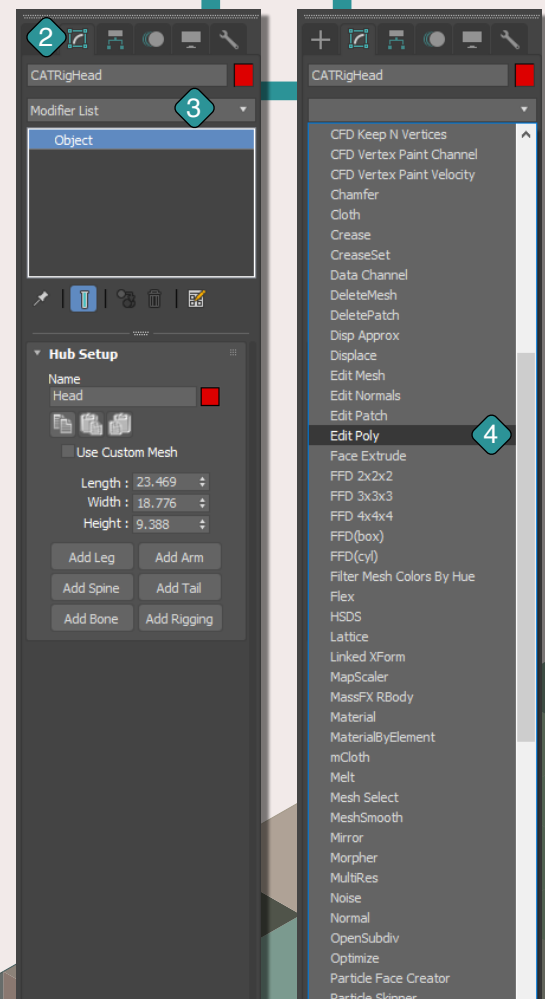 2
CATRigHead
Modifier List
3
Object
Hub Setup
Name
Head
Use Custom Mesh
Length : 23.469
Width : 18.776
Height : 9.388
Add Leg Add Arm
Add Spine Add Tail
Add Bone Add Rigging
CATRigHead
CFD Keep N Vertices
CFD Vertex Paint Channel
CFD Vertex Paint Velocity
Chamfer
Cloth
Crease
CreaseSet
Data Channel
DeleteMesh
DeletePatch
Disp Approx
Displace
Edit Mesh
Edit Normals
Edit Patch
Edit Poly
4
Face Extrude
FFD 2x2x2
FFD 3x3x3
FFD 4x4x4
FFD(box)
FFD(cyl)
Filter Mesh Colors By Hue
Flex
HSDS
Lattice
Linked XForm
MapScaler
MassFX RBody
Material
MaterialByElement
mCloth
Melt
Mesh Select
MeshSmooth
Mirror
Morpher
MultiRes
Noise
Normal
OpenSubdiv
Optimize
Particle Face Creator
Particle Skinner